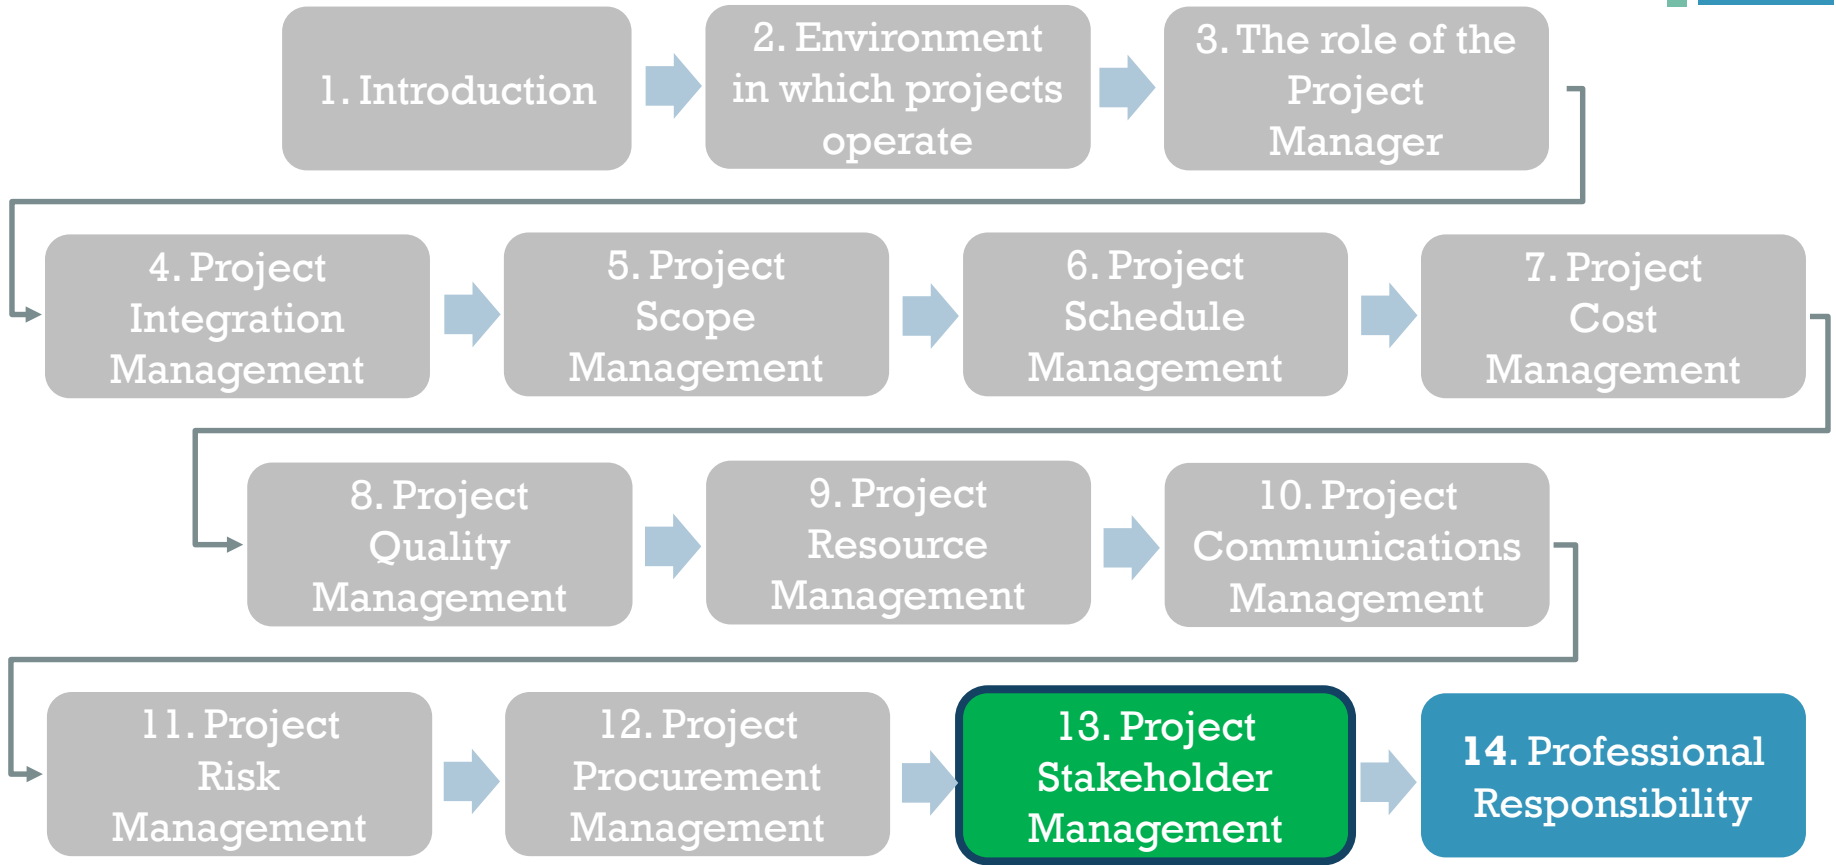 1. Introduction
2. Environment
in which projects
operate
3. The role of the
Project
Manager
4. Project
Integration
Management
5. Project
Scope
Management
6. Project
Schedule
Management
7. Project
Cost
Management
8. Project
Quality
Management
9. Project
Resource
Management
10. Project
Communications
Management
11. Project
Risk
Management
12. Project
Procurement
Management
13. Project
Stakeholder
Management
14. Professional
Responsibility